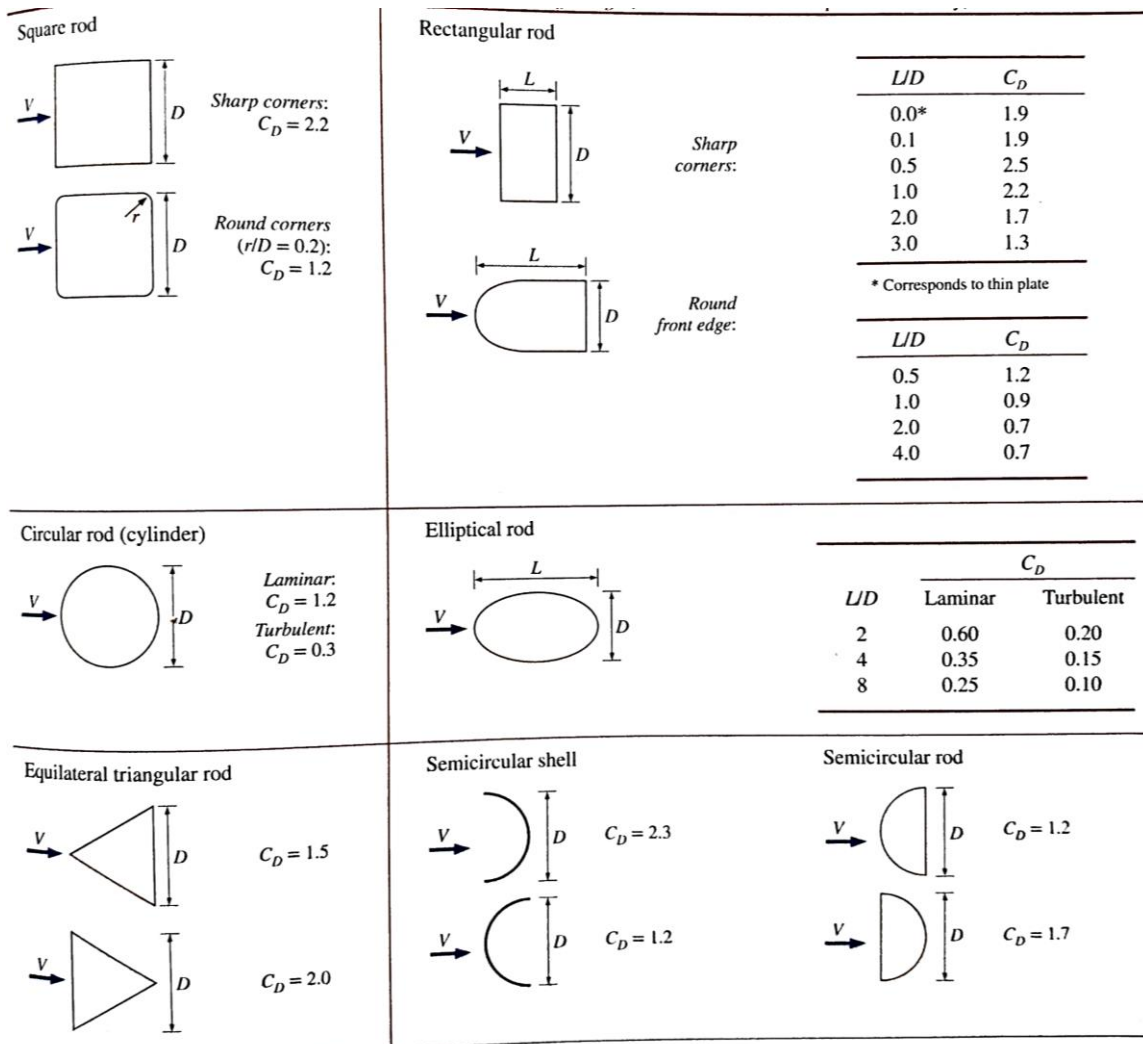 Square rod
V
D
Sharp corners:
C_D = 2.2
V
r
D
Round corners
(r/D = 0.2):
C_D = 1.2
Rectangular rod
L
V
D
Sharp
corners:
L/D C_D
0.0* 1.9
0.1 1.9
0.5 2.5
1.0 2.2
2.0 1.7
3.0 1.3
* Corresponds to thin plate
L
V
D
Round
front edge:
L/D C_D
0.5 1.2
1.0 0.9
2.0 0.7
4.0 0.7
Circular rod (cylinder)
V
D
Laminar:
C_D = 1.2
Turbulent:
C_D = 0.3
Elliptical rod
L
V
D
C_D
L/D Laminar Turbulent
2 0.60 0.20
4 0.35 0.15
8 0.25 0.10
Equilateral triangular rod
V
D
C_D = 1.5
V
D
C_D = 2.0
Semicircular shell
V
D
C_D = 2.3
V
D
C_D = 1.2
Semicircular rod
V
D
C_D = 1.2
V
D
C_D = 1.7